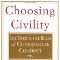 Choosing
Civility
THE TWENTY-FIVE RULES
OF CONSIDERATE
CONDUCT